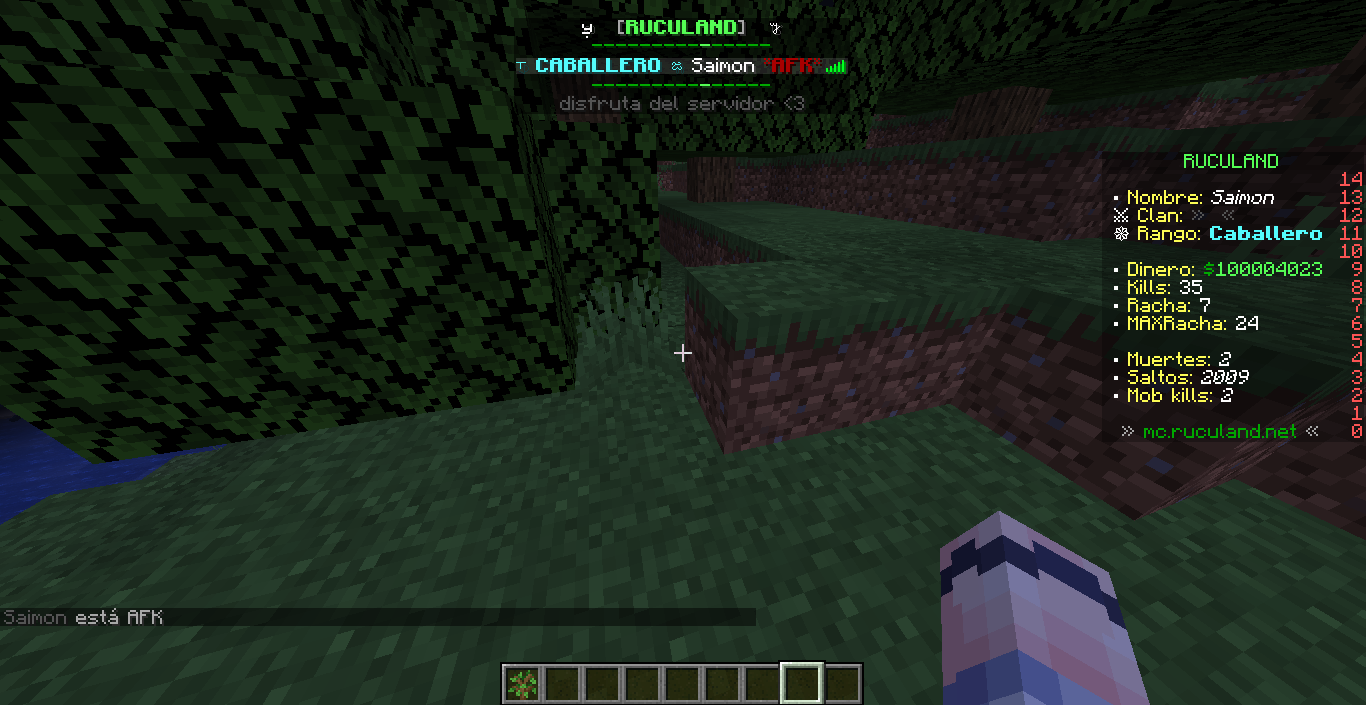 [RUCULAND]
CABALLERO Saimon *AFK*
disfruta del servidor <3
RUCULAND
14
▪ Nombre: Saimon 13
⚔ Clan: » « 12
❁ Rango: Caballero 11
10
▪ Dinero: $100004023 9
▪ Kills: 35 8
▪ Racha: 7 7
▪ MAXRacha: 24 6
5
▪ Muertes: 2 4
▪ Saltos: 2009 3
▪ Mob kills: 2 2
1
» mc.ruculand.net « 0
Saimon está AFK